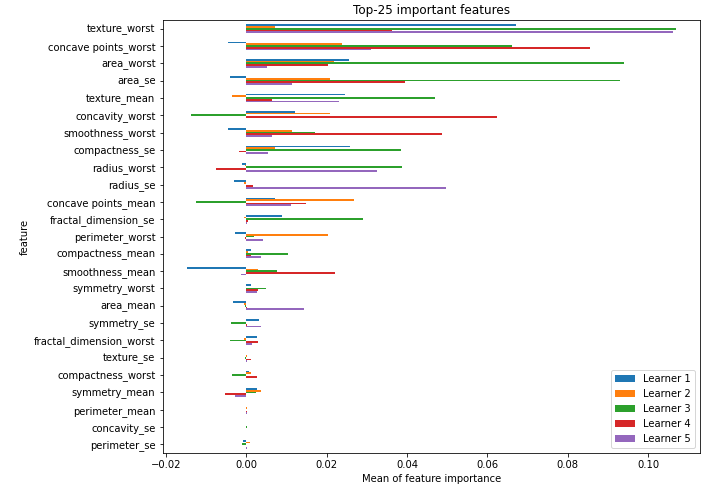 Top-25 important features
texture_worst
concave points_worst
area_worst
area_se
texture_mean
concavity_worst
smoothness_worst
compactness_se
radius_worst
radius_se
concave points_mean
fractal_dimension_se
perimeter_worst
compactness_mean
smoothness_mean
symmetry_worst
area_mean
symmetry_se
fractal_dimension_worst
texture_se
compactness_worst
symmetry_mean
perimeter_mean
concavity_se
perimeter_se
feature
Learner 1
Learner 2
Learner 3
Learner 4
Learner 5
−0.02 0.00 0.02 0.04 0.06 0.08 0.10
Mean of feature importance